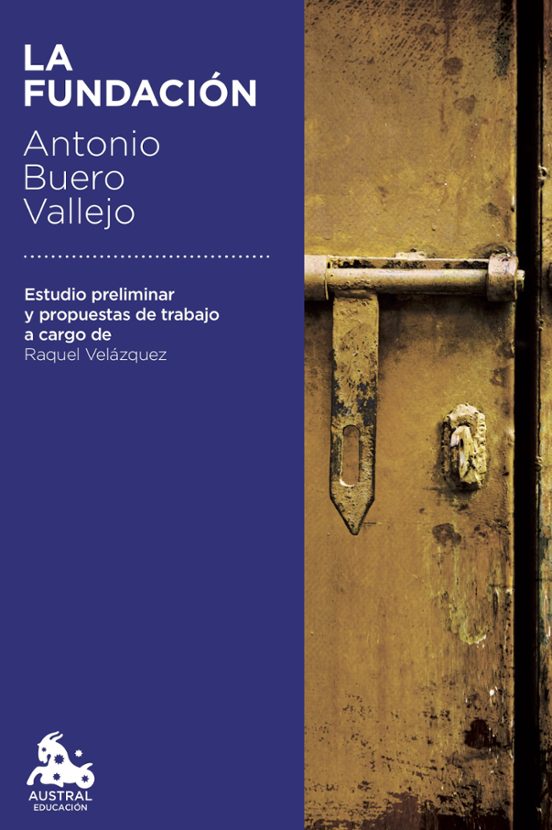 LA
FUNDACIÓN
Antonio
Buero
Vallejo
Estudio preliminar
y propuestas de trabajo
a cargo de
Raquel Velázquez
AUSTRAL
EDUCACIÓN